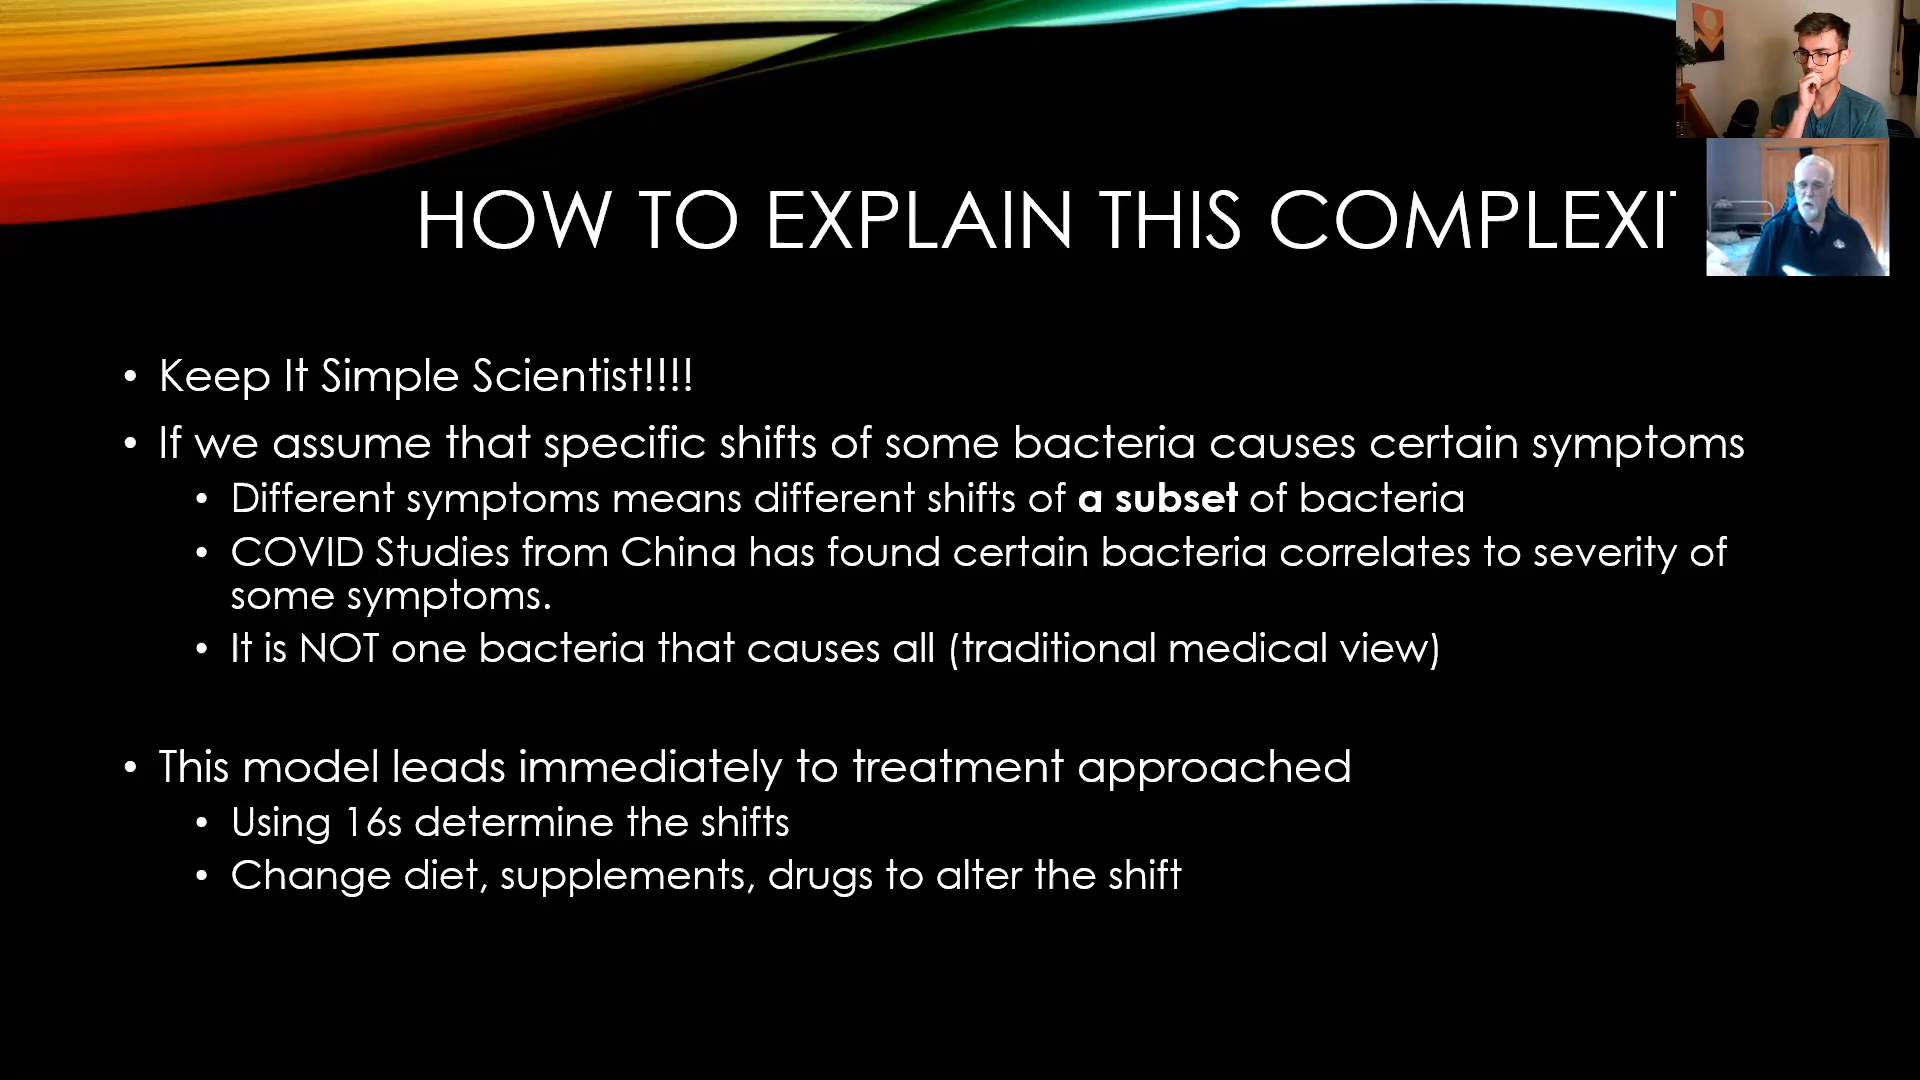 HOW TO EXPLAIN THIS
• Keep It Simple Scientist!!!!
• If we assume that specific shifts of some bacteria causes certain symptoms
• Different symptoms means different shifts of a subset of bacteria
• COVID Studies from China has found certain bacteria correlates to severity of
some symptoms.
• It is NOT one bacteria that causes all (traditional medical view)
• This model leads immediately to treatment approached
• Using 16s determine the shifts
• Change diet, supplements, drugs to alter the shift